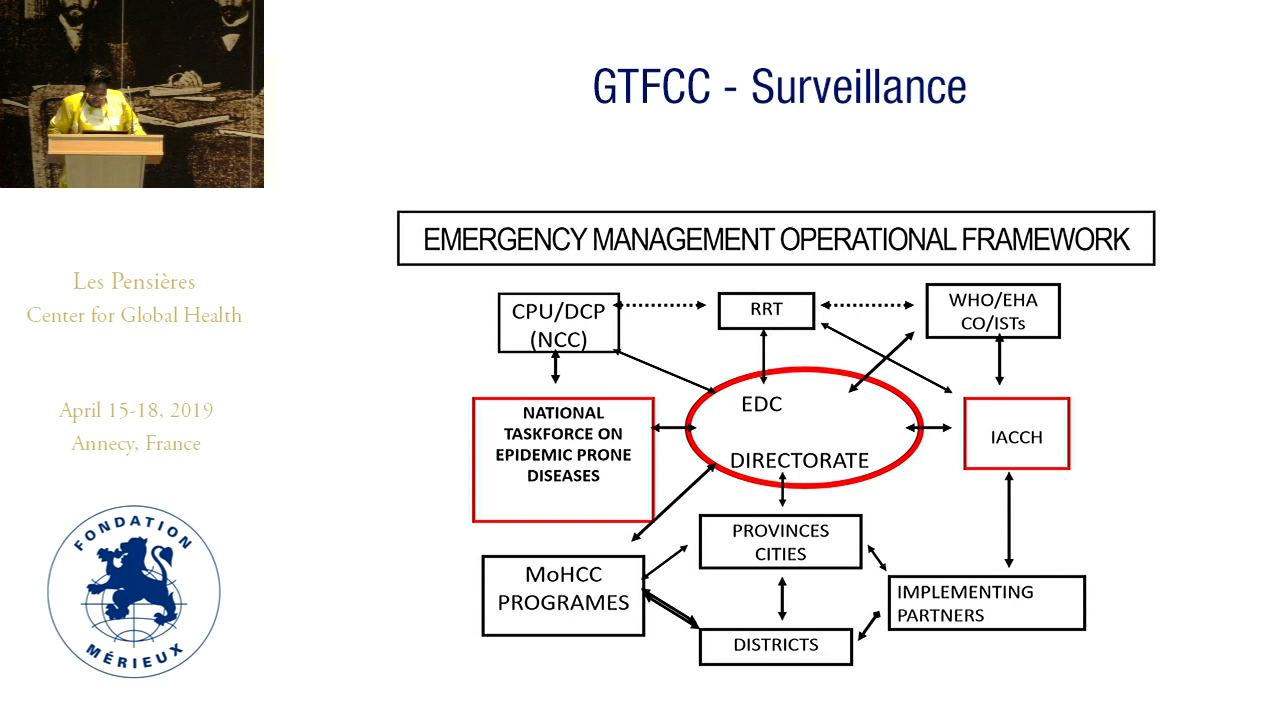 GTFCC - Surveillance
Les Pensières
Center for Global Health
April 15-18, 2019
Annecy, France
FONDATION
MÉRIEUX
EMERGENCY MANAGEMENT OPERATIONAL FRAMEWORK
CPU/DCP
(NCC)
RRT
WHO/EHA
CO/ISTs
NATIONAL
TASKFORCE ON
EPIDEMIC PRONE
DISEASES
EDC
DIRECTORATE
IACCH
PROVINCES
CITIES
MoHCC
PROGRAMES
IMPLEMENTING
PARTNERS
DISTRICTS